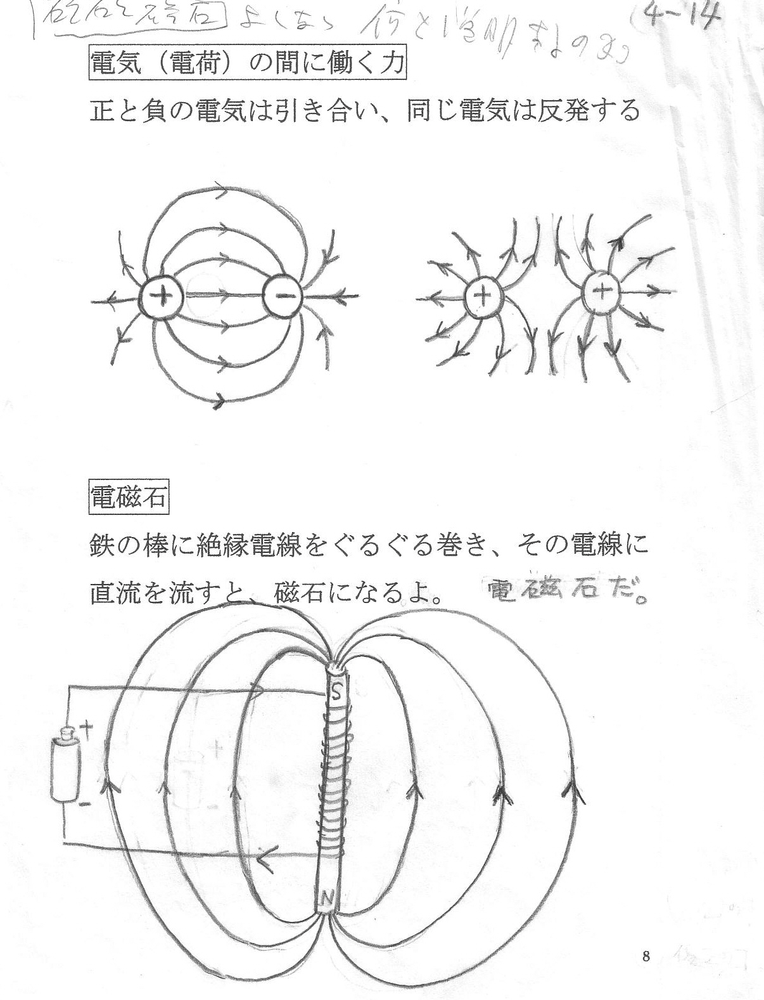 4-14
電気（電荷）の間に働く力
正と負の電気は引き合い、同じ電気は反発する
+ - + +
電磁石
鉄の棒に絶縁電線をぐるぐる巻き、その電線に
直流を流すと、磁石になるよ。 電磁石だ。
S
+
-
N
8